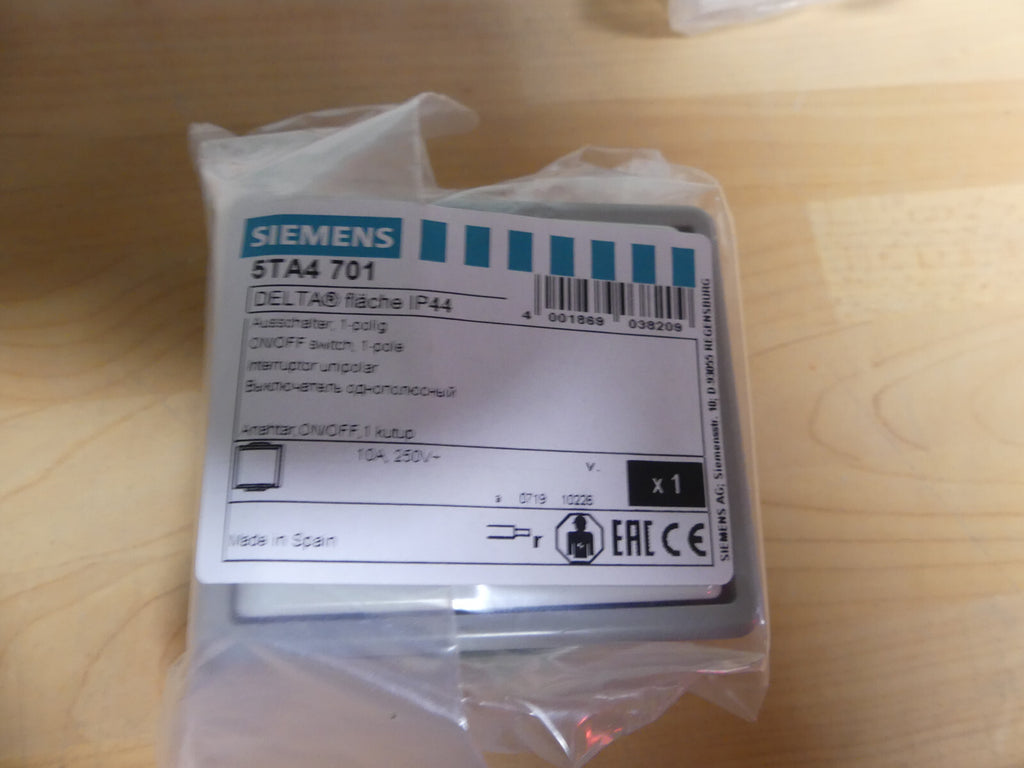 SIEMENS
5TA4 701
DELTA® fläche IP44
4 001869 038209
Ausschalter, 1-polig
ON/OFF switch, 1-pole
Interruptor unipolar
Выключатель однополюсный
Anahtar,ON/OFF,1 kutup
10A, 250V~
v.
x 1
a 0719 10226
Made in Spain
r
EAC CE
SIEMENS AG; Siemensstr. 10; D 93055 REGENSBURG